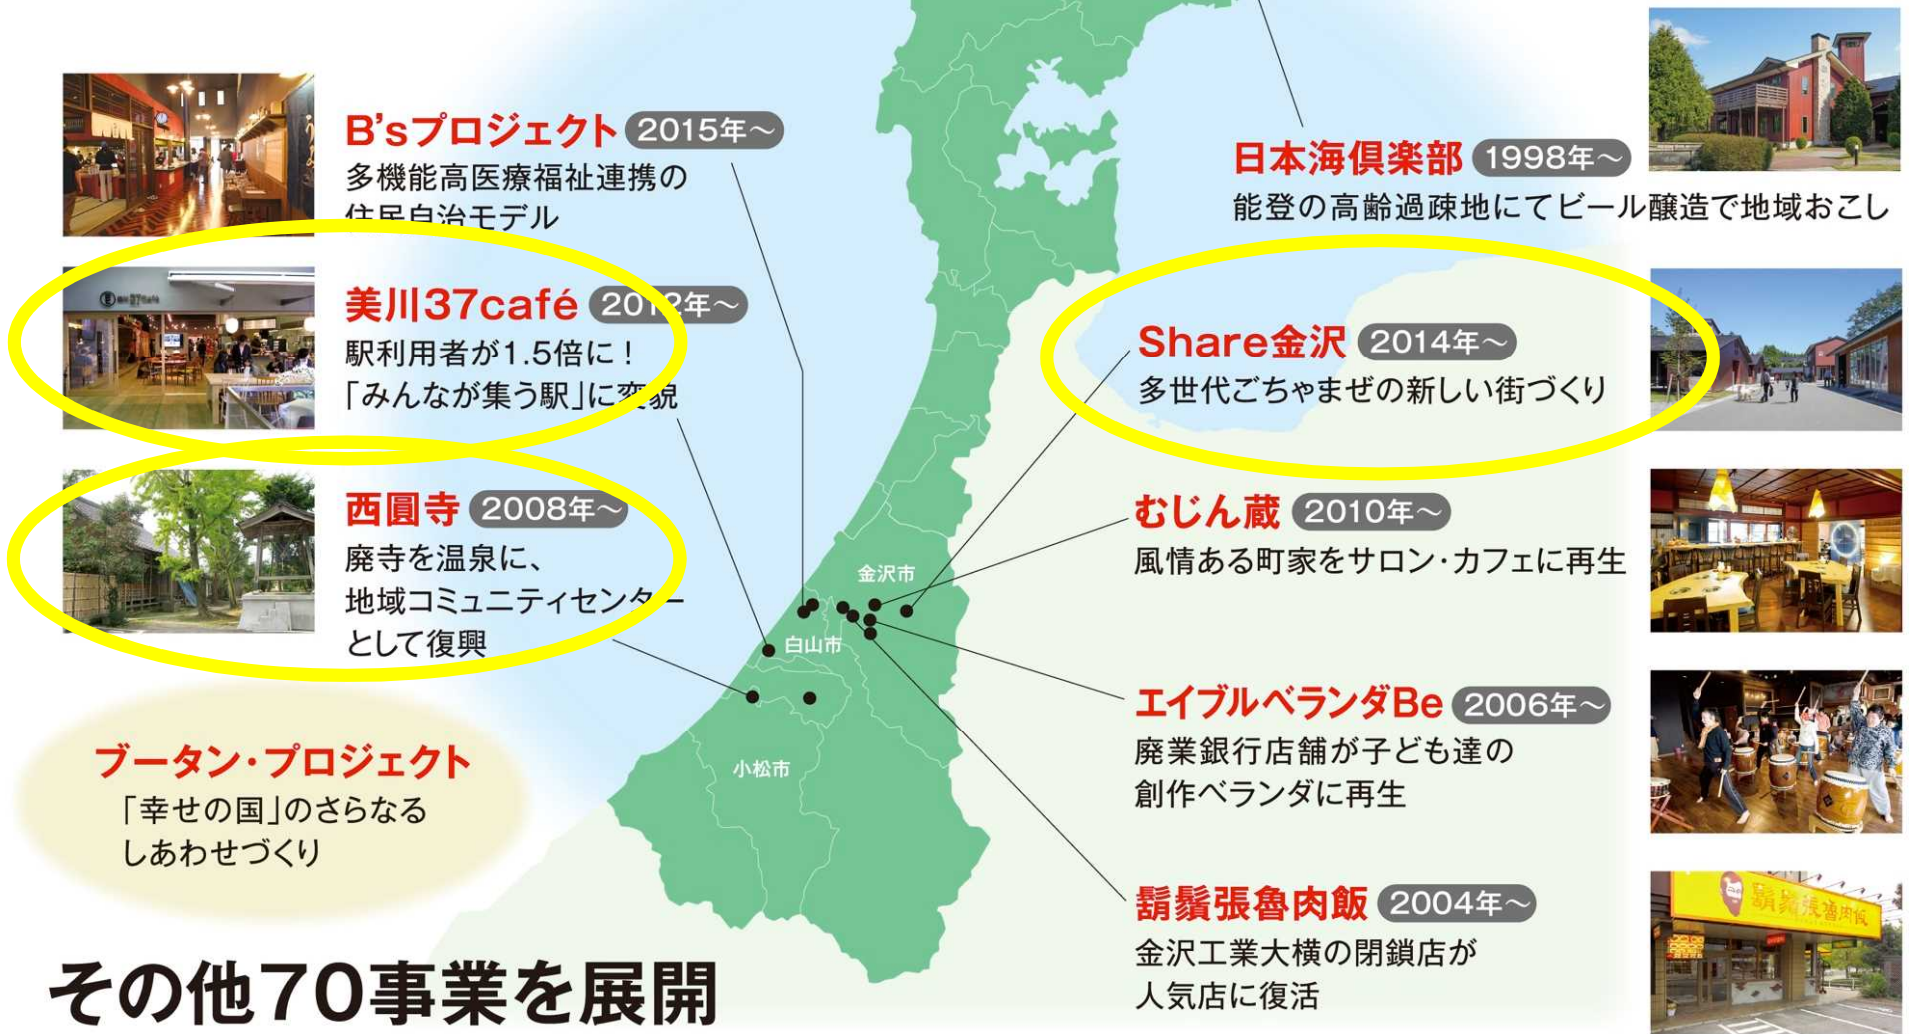 B'sプロジェクト 2015年～
多機能高医療福祉連携の
住民自治モデル
美川37café 2012年～
駅利用者が1.5倍に！
「みんなが集う駅」に変貌
西圓寺 2008年～
廃寺を温泉に、
地域コミュニティセンター
として復興
ブータン・プロジェクト
「幸せの国」のさらなる
しあわせづくり
その他70事業を展開
金沢市
白山市
小松市
日本海倶楽部 1998年～
能登の高齢過疎地にてビール醸造で地域おこし
Share金沢 2014年～
多世代ごちゃまぜの新しい街づくり
むじん蔵 2010年～
風情ある町家をサロン・カフェに再生
エイブルベランダBe 2006年～
廃業銀行店舗が子ども達の
創作ベランダに再生
鬍鬚張魯肉飯 2004年～
金沢工業大横の閉鎖店が
人気店に復活
鬍鬚張魯肉飯